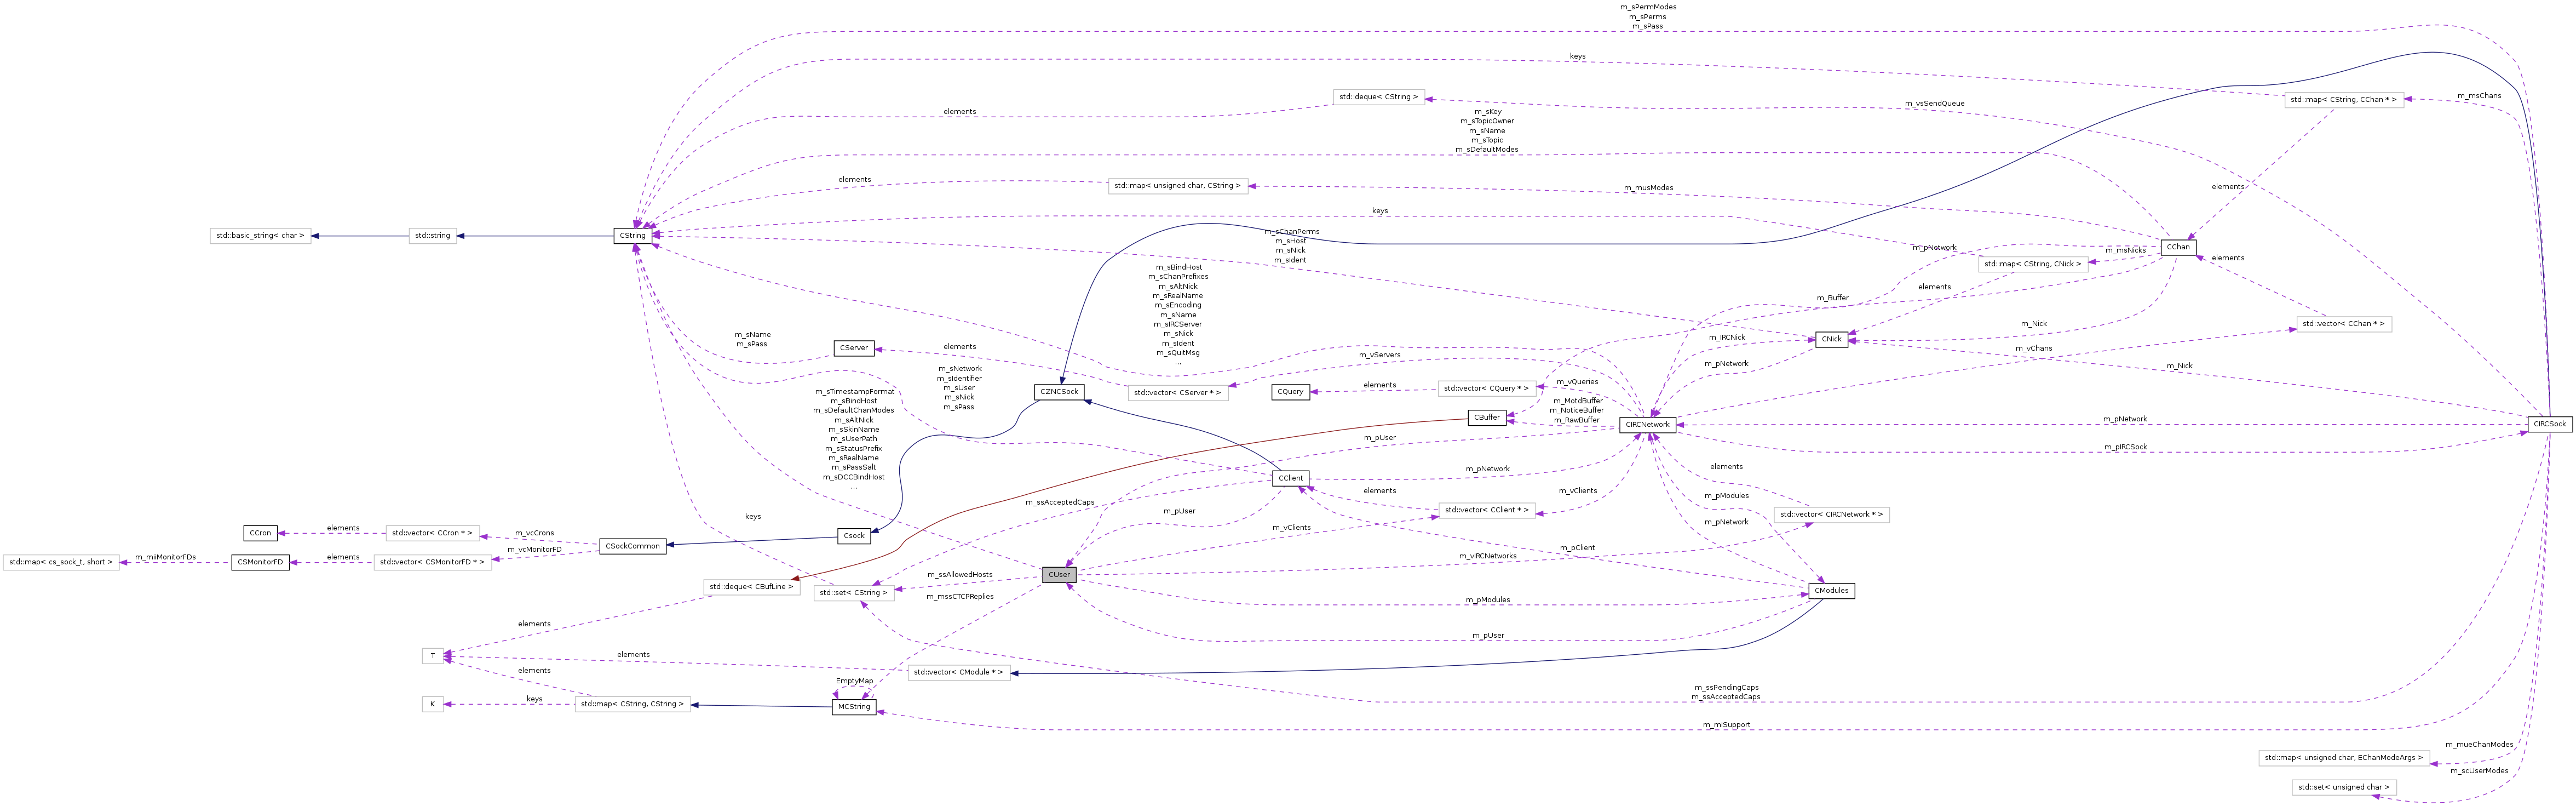 m_sPermModes
m_sPerms
m_sPass
keys
std::deque< CString >
m_vsSendQueue
std::map< CString, CChan * >
m_msChans
elements
m_sKey
m_sTopicOwner
m_sName
m_sTopic
m_sDefaultModes
elements
std::map< unsigned char, CString >
m_musModes
elements
keys
std::basic_string< char >
std::string
CString
m_sChanPerms
m_sHost
m_sNick
m_sIdent
m_pNetwork
CChan
m_msNicks
std::map< CString, CNick >
elements
m_sBindHost
m_sChanPrefixes
m_sAltNick
m_sRealName
m_sEncoding
m_sName
m_sIRCServer
m_sNick
m_sIdent
m_sQuitMsg
...
elements
m_Buffer
m_Nick
std::vector< CChan * >
m_sName
m_sPass
CServer
elements
m_IRCNick
CNick
m_vChans
m_vServers
m_pNetwork
m_Nick
m_sNetwork
m_sIdentifier
m_sUser
m_sNick
m_sPass
CZNCSock
std::vector< CServer * >
CQuery
elements
std::vector< CQuery * >
m_vQueries
m_sTimestampFormat
m_sBindHost
m_sDefaultChanModes
m_sAltNick
m_sSkinName
m_sUserPath
m_sStatusPrefix
m_sRealName
m_sPassSalt
m_sDCCBindHost
...
CBuffer
m_MotdBuffer
m_NoticeBuffer
m_RawBuffer
CIRCNetwork
m_pNetwork
CIRCSock
m_pUser
m_pIRCSock
CClient
m_pNetwork
elements
m_ssAcceptedCaps
elements
m_vClients
m_pModules
keys
m_pUser
std::vector< CClient * >
m_pNetwork
std::vector< CIRCNetwork * >
CCron
elements
std::vector< CCron * >
m_vcCrons
Csock
m_vClients
CSockCommon
m_pClient
m_vIRCNetworks
std::map< cs_sock_t, short >
m_miiMonitorFDs
CSMonitorFD
elements
std::vector< CSMonitorFD * >
m_vcMonitorFD
m_ssAllowedHosts
CUser
std::deque< CBufLine >
std::set< CString >
m_mssCTCPReplies
m_pModules
CModules
elements
m_pUser
T
elements
std::vector< CModule * >
elements
EmptyMap
m_ssPendingCaps
m_ssAcceptedCaps
K
keys
std::map< CString, CString >
MCString
m_mISupport
m_mueChanModes
std::map< unsigned char, EChanModeArgs >
m_scUserModes
std::set< unsigned char >